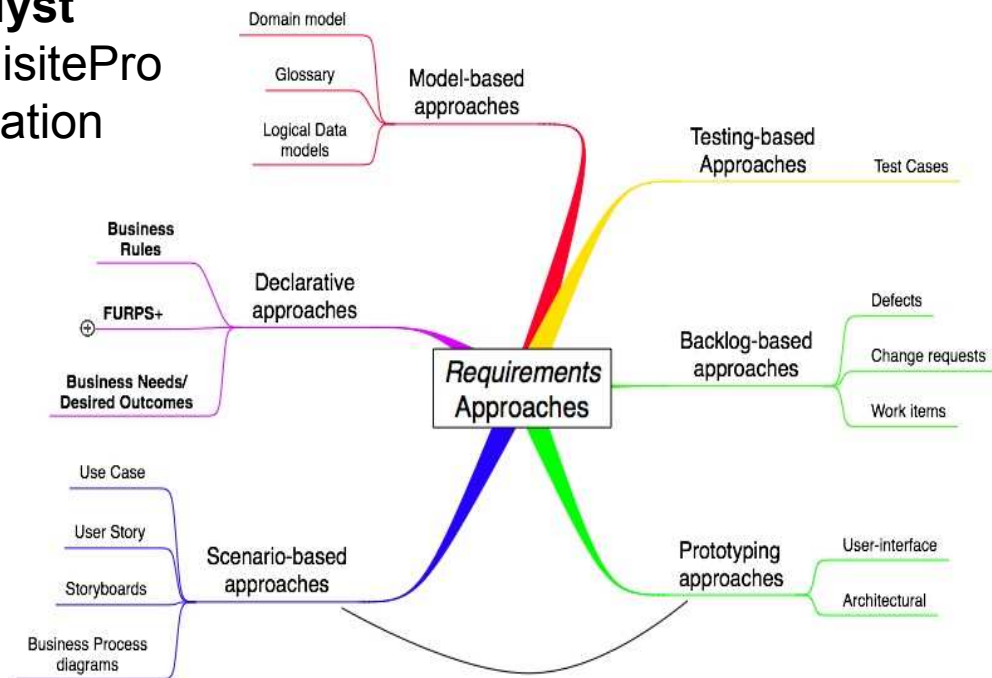 lyst
isitePro
ation
Domain model
Glossary
Logical Data
models
Model-based
approaches
Testing-based
Approaches
Test Cases
Business
Rules
FURPS+
Business Needs/
Desired Outcomes
Declarative
approaches
Requirements
Approaches
Backlog-based
approaches
Defects
Change requests
Work items
Use Case
User Story
Storyboards
Business Process
diagrams
Scenario-based
approaches
Prototyping
approaches
User-interface
Architectural